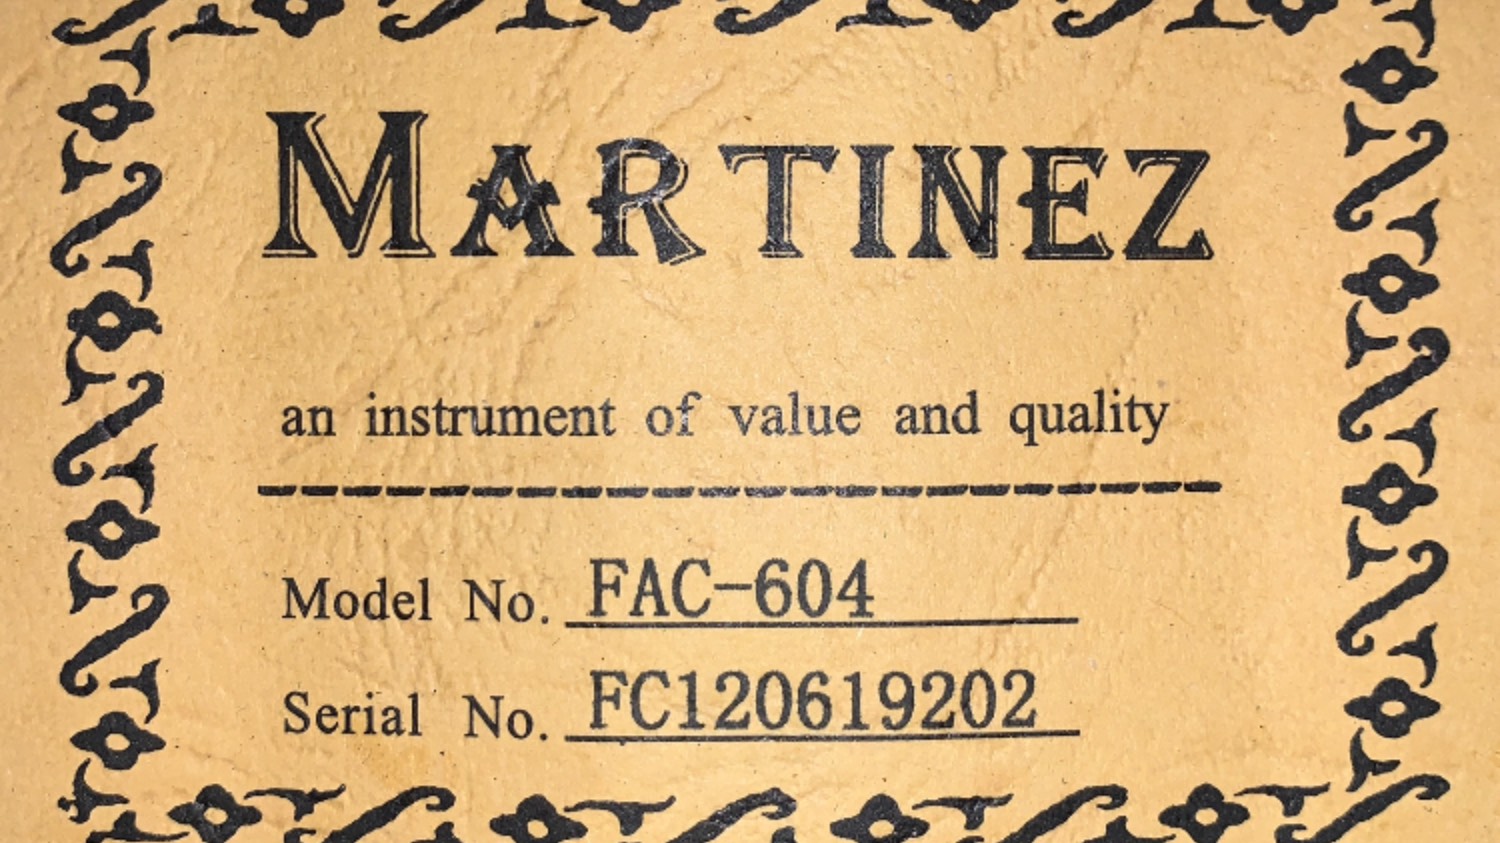 MARTINEZ
an instrument of value and quality
Model No. FAC-604
Serial No. FC120619202